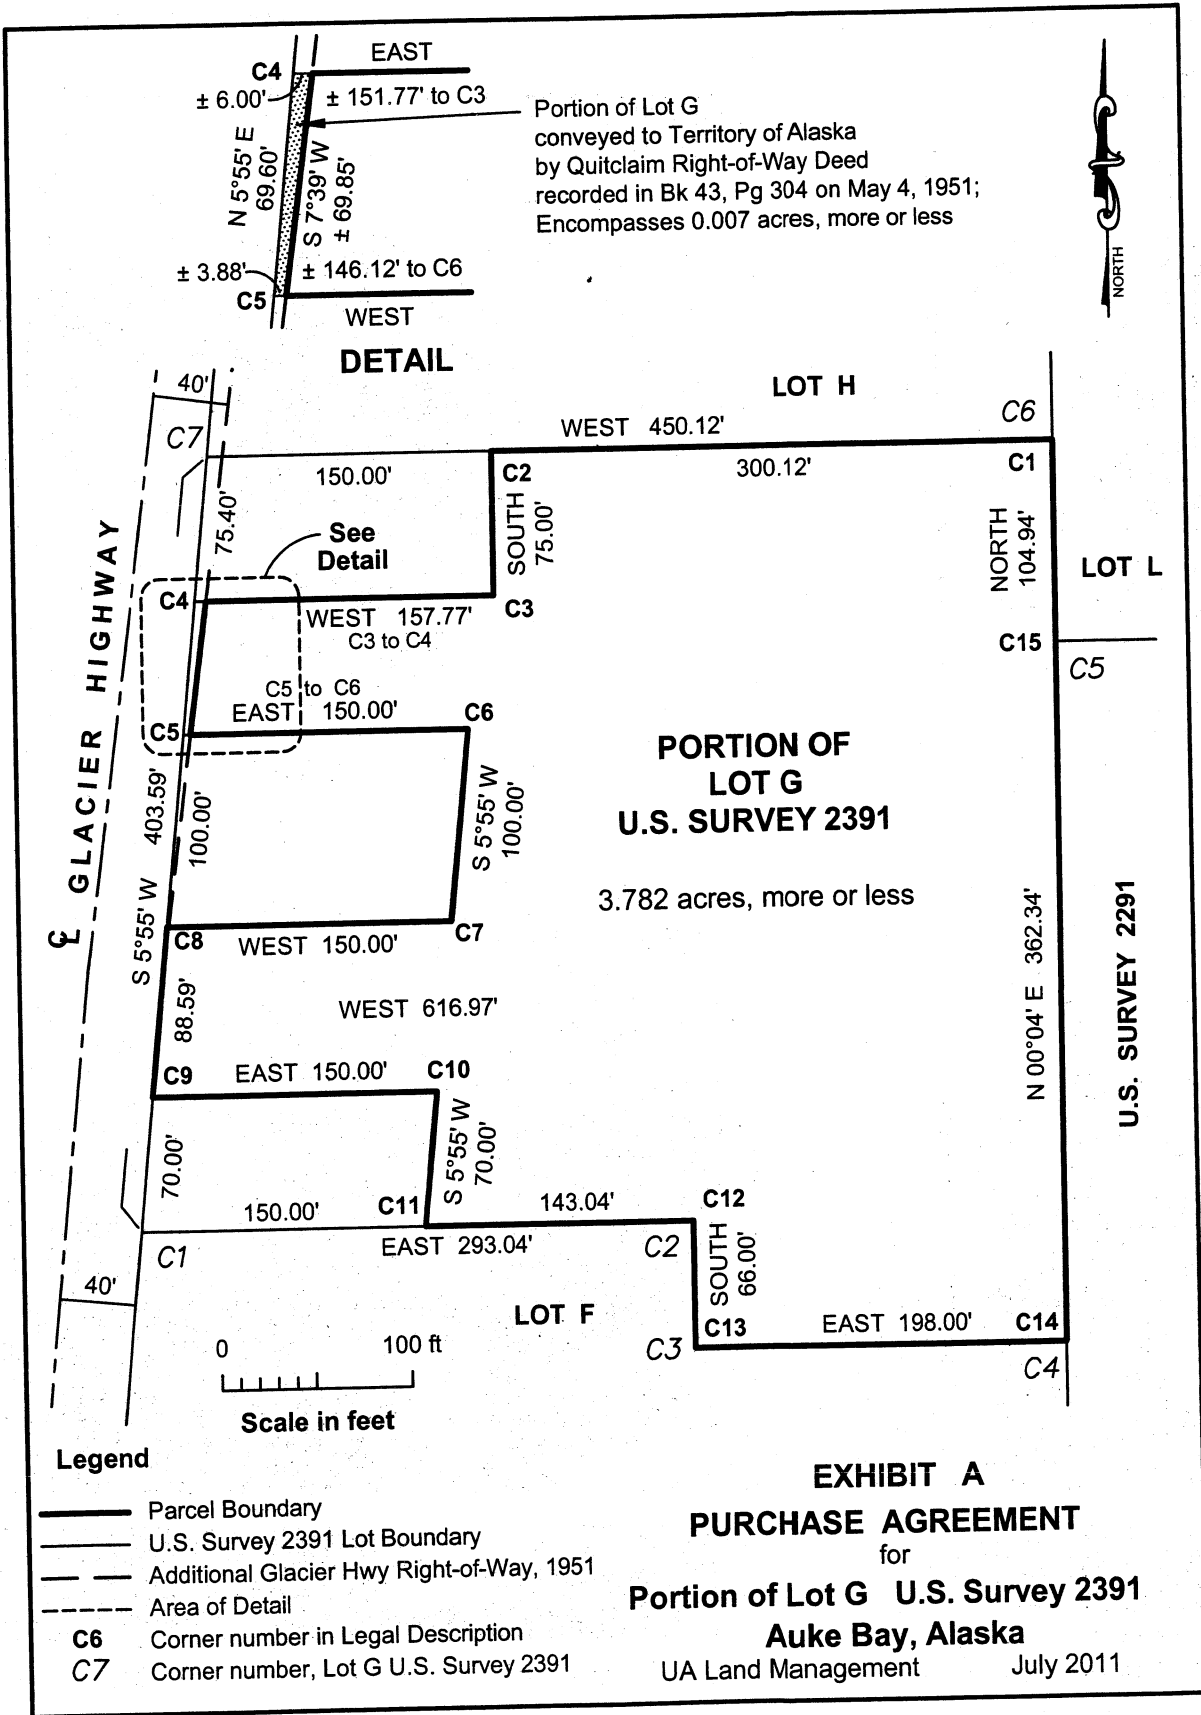 EAST
C4
± 6.00'
± 151.77' to C3
N 5°55' E
69.60'
S 7°39' W
± 69.85'
Portion of Lot G
conveyed to Territory of Alaska
by Quitclaim Right-of-Way Deed
recorded in Bk 43, Pg 304 on May 4, 1951;
Encompasses 0.007 acres, more or less
± 3.88'
± 146.12' to C6
C5
WEST
DETAIL
NORTH
40'
LOT H
C7
WEST 450.12'
C6
150.00'
C2
300.12'
C1
75.40'
See
Detail
SOUTH
75.00'
NORTH
104.94'
LOT L
C4
WEST 157.77'
C3 to C4
C3
C15
C5
C5 to C6
EAST 150.00'
C6
C5
℄ GLACIER HIGHWAY
S 5°55' W 403.59'
100.00'
S 5°55' W
100.00'
PORTION OF
LOT G
U.S. SURVEY 2391
3.782 acres, more or less
C8
WEST 150.00'
C7
N 00°04' E 362.34'
U.S. SURVEY 2291
88.59'
WEST 616.97'
C9
EAST 150.00'
C10
70.00'
S 5°55' W
70.00'
150.00'
C11
143.04'
C12
C1
EAST 293.04'
C2
SOUTH
66.00'
40'
LOT F
C13
EAST 198.00'
C14
C3
C4
0 100 ft
Scale in feet
Legend
Parcel Boundary
U.S. Survey 2391 Lot Boundary
Additional Glacier Hwy Right-of-Way, 1951
Area of Detail
C6 Corner number in Legal Description
C7 Corner number, Lot G U.S. Survey 2391
EXHIBIT A
PURCHASE AGREEMENT
for
Portion of Lot G U.S. Survey 2391
Auke Bay, Alaska
UA Land Management July 2011